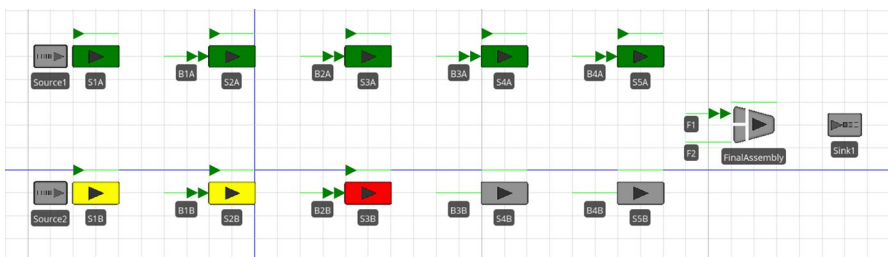 B1A B2A B3A B4A
Source1 S1A S2A S3A S4A S5A
F1
F2 FinalAssembly Sink1
B1B B2B B3B B4B
Source2 S1B S2B S3B S4B S5B